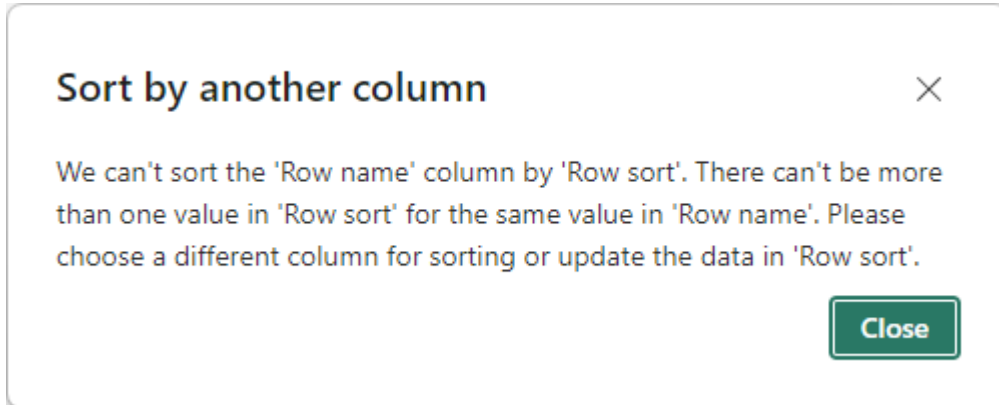 Sort by another column
We can't sort the 'Row name' column by 'Row sort'. There can't be more
than one value in 'Row sort' for the same value in 'Row name'. Please
choose a different column for sorting or update the data in 'Row sort'.
Close